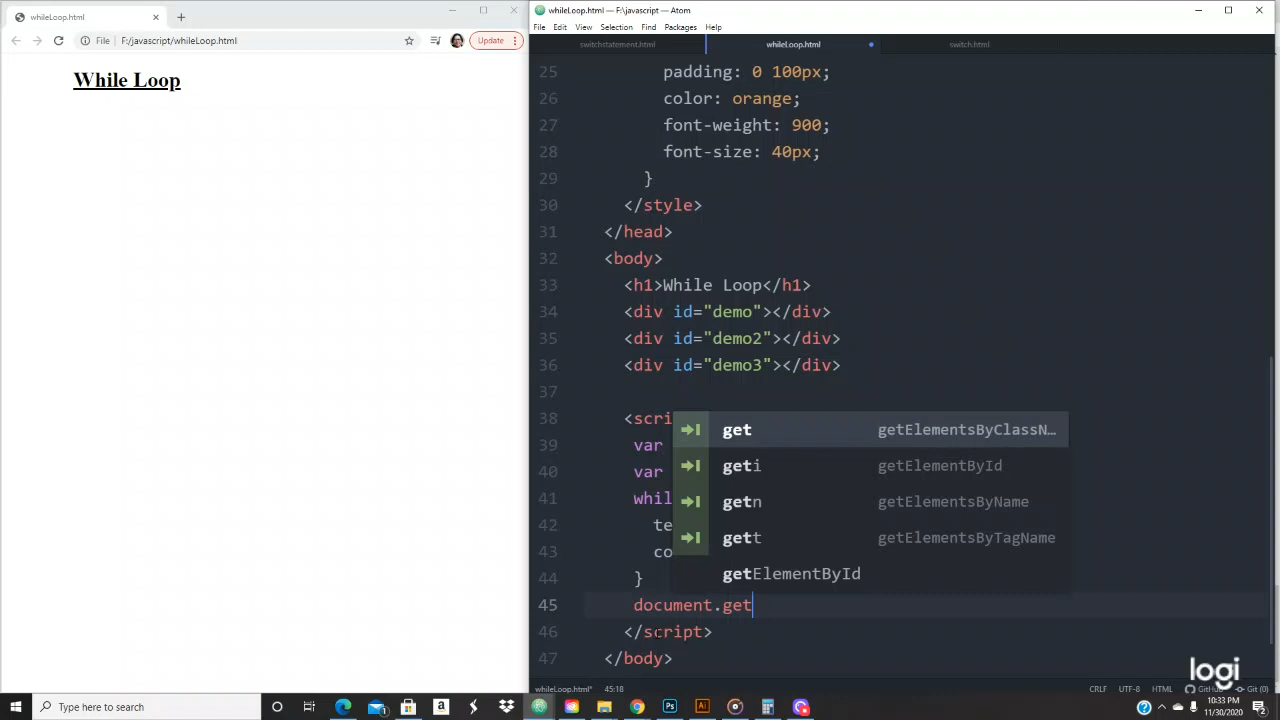 whileLoop.html
File F:/javascript/whileLoop.html Update
While Loop
whileLoop.html — F:\javascript — Atom
File Edit View Selection Find Packages Help
switchstatement.html whileLoop.html switch.html
25 padding: 0 100px;
26 color: orange;
27 font-weight: 900;
28 font-size: 40px;
29 }
30 </style>
31 </head>
32 <body>
33 <h1>While Loop</h1>
34 <div id="demo"></div>
35 <div id="demo2"></div>
36 <div id="demo3"></div>
37
38 <scri
39 var
40 var
41 whil
42 te
43 co
44 }
45 document.get
46 </script>
47 </body>
get getElementsByClassN…
geti getElementById
getn getElementsByName
gett getElementsByTagName
getElementById
logi
whileLoop.html* 45:18 CRLF UTF-8 HTML GitHub Git (0)
Type here to search
10:33 PM
11/30/2020